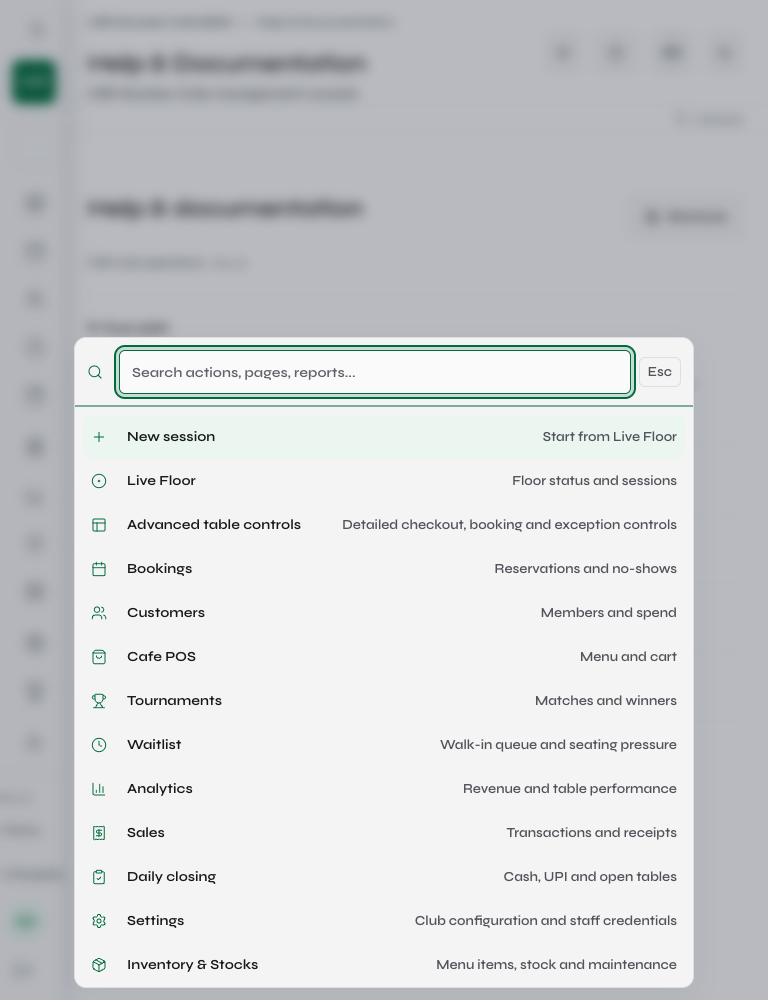 Help & Documentation
Help & documentation
Search actions, pages, reports...
Esc
New session
Start from Live Floor
Live Floor
Floor status and sessions
Advanced table controls
Detailed checkout, booking and exception controls
Bookings
Reservations and no-shows
Customers
Members and spend
Cafe POS
Menu and cart
Tournaments
Matches and winners
Waitlist
Walk-in queue and seating pressure
Analytics
Revenue and table performance
Sales
Transactions and receipts
Daily closing
Cash, UPI and open tables
Settings
Club configuration and staff credentials
Inventory & Stocks
Menu items, stock and maintenance